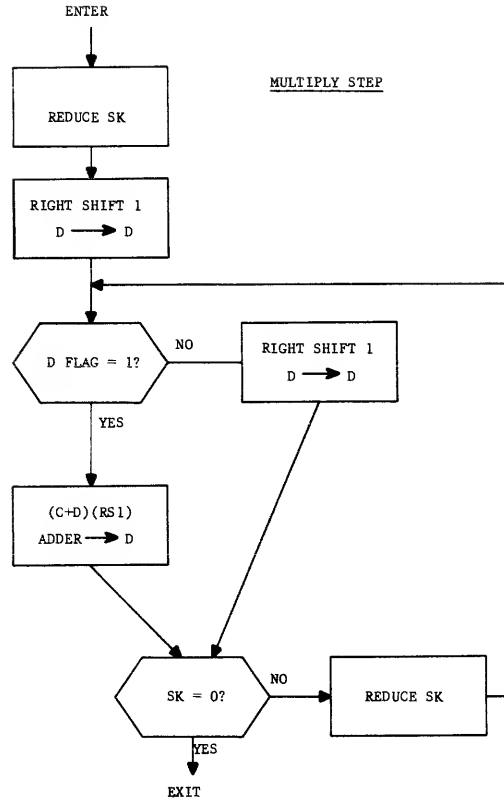 ENTER
MULTIPLY STEP
REDUCE SK
RIGHT SHIFT 1
D → D
D FLAG = 1?
NO
RIGHT SHIFT 1
D → D
YES
(C+D)(RS1)
ADDER → D
SK = 0?
NO
REDUCE SK
YES
EXIT